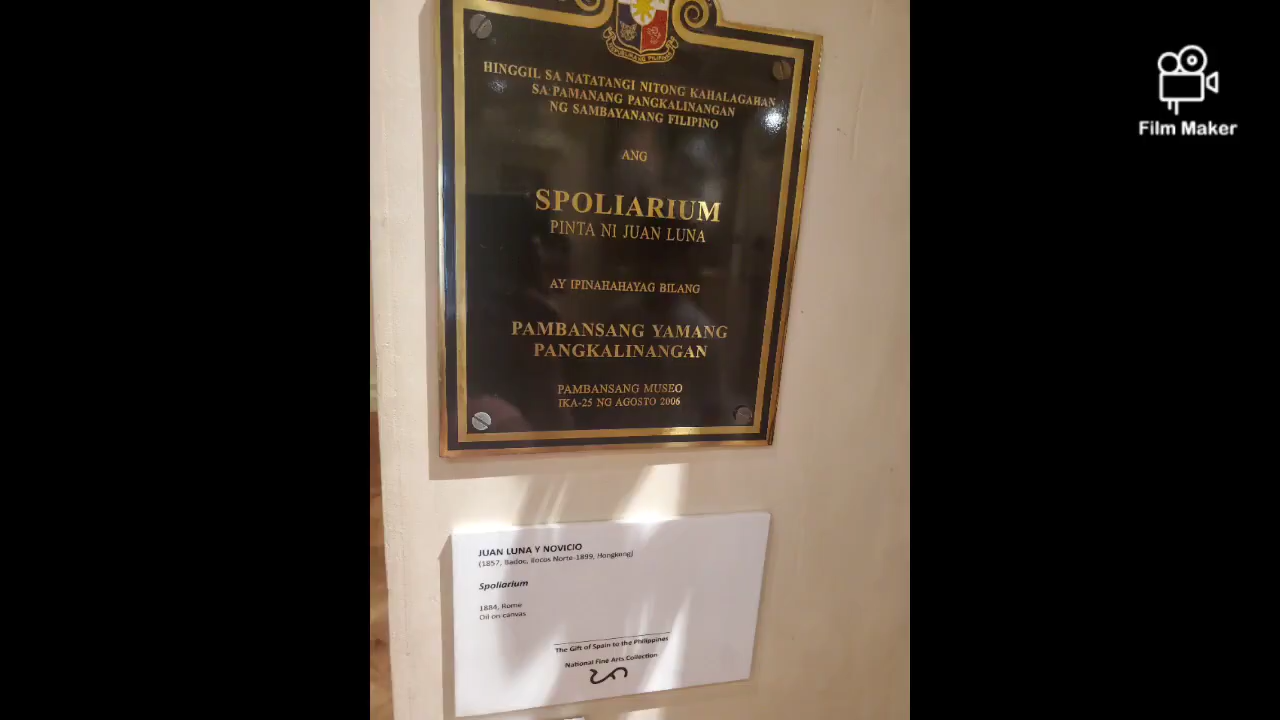 HINGGIL SA NATATANGI NITONG KAHALAGAHAN
SA PAMANANG PANGKALINANGAN
NG SAMBAYANANG FILIPINO
ANG
SPOLIARIUM
PINTA NI JUAN LUNA
AY IPINAHAHAYAG BILANG
PAMBANSANG YAMANG
PANGKALINANGAN
PAMBANSANG MUSEO
IKA-25 NG AGOSTO 2006
JUAN LUNA Y NOVICIO
(1857, Badoc, Ilocos Norte-1899, Hongkong)
Spoliarium
1884, Rome
Oil on canvas
The Gift of Spain to the Philippines
National Fine Arts Collection
Film Maker